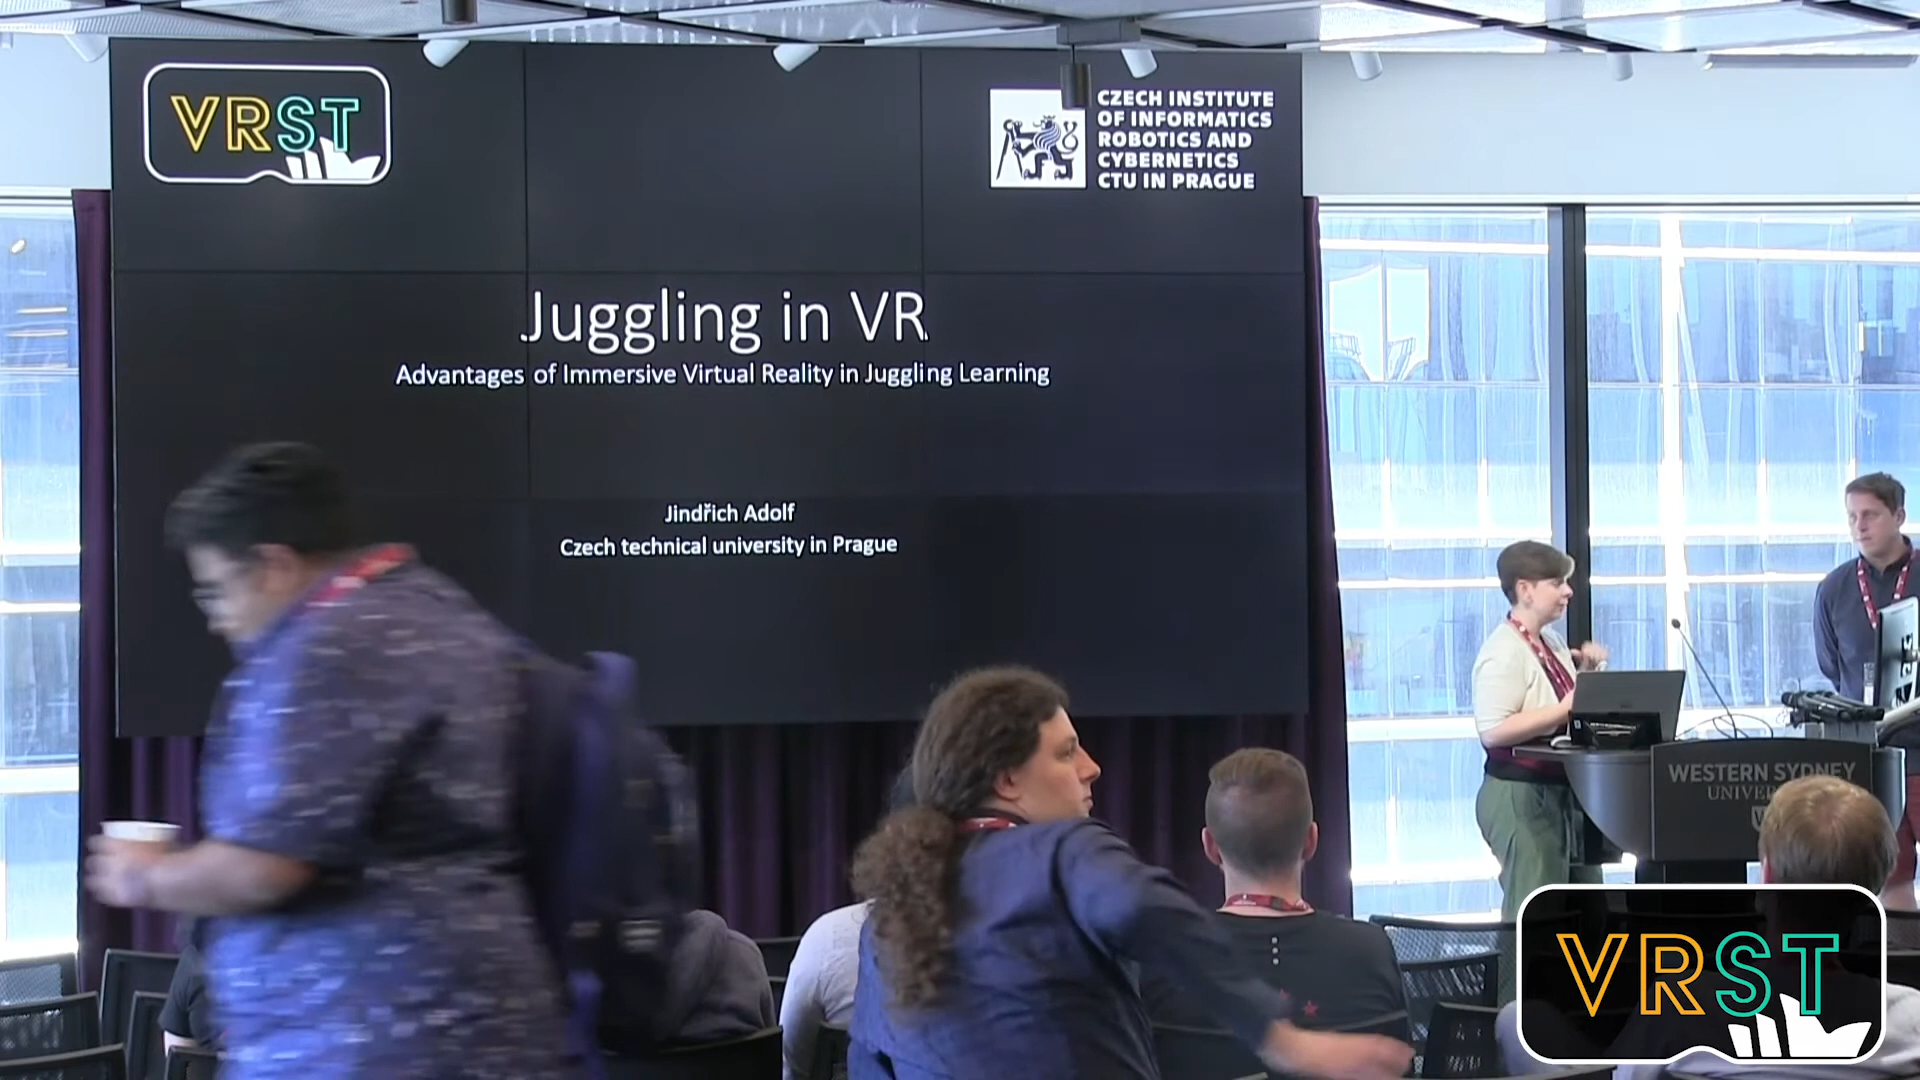 VRST
CZECH INSTITUTE
OF INFORMATICS
ROBOTICS AND
CYBERNETICS
CTU IN PRAGUE
Juggling in VR
Advantages of Immersive Virtual Reality in Juggling Learning
Jindřich Adolf
Czech technical university in Prague
WESTERN SYDNEY
VRST